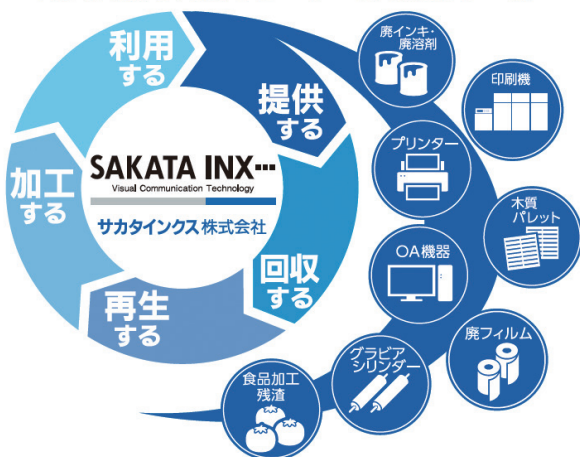 利用
する
提供
する
回収
する
再生
する
加工
する
SAKATA INX
Visual Communication Technology
サカタインクス株式会社
廃インキ・
廃溶剤
印刷機
プリンター
木質
パレット
OA機器
廃フィルム
グラビア
シリンダー
食品加工
残渣